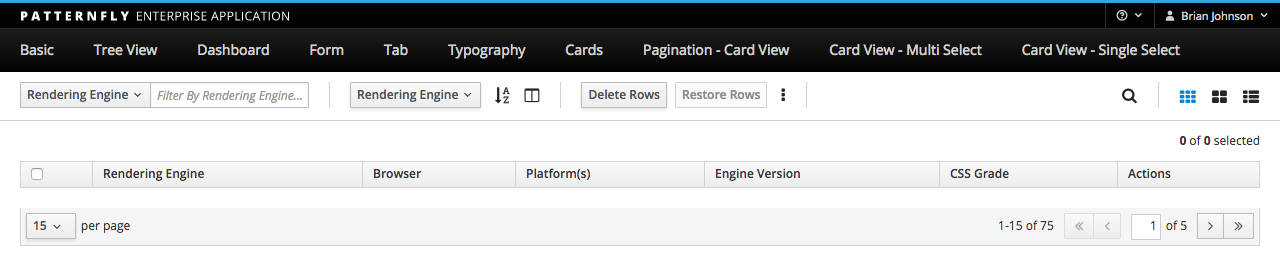 PATTERNFLY ENTERPRISE APPLICATION Brian Johnson
Basic Tree View Dashboard Form Tab Typography Cards Pagination - Card View Card View - Multi Select Card View - Single Select
Rendering Engine Filter By Rendering Engine... Rendering Engine Delete Rows Restore Rows
0 of 0 selected
Rendering Engine Browser Platform(s) Engine Version CSS Grade Actions
15 per page 1-15 of 75 1 of 5